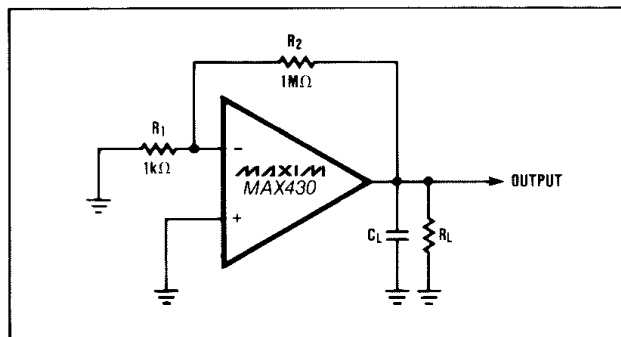 R2
1MΩ
R1
1kΩ
−
MAXIM
MAX430
+
OUTPUT
CL
RL